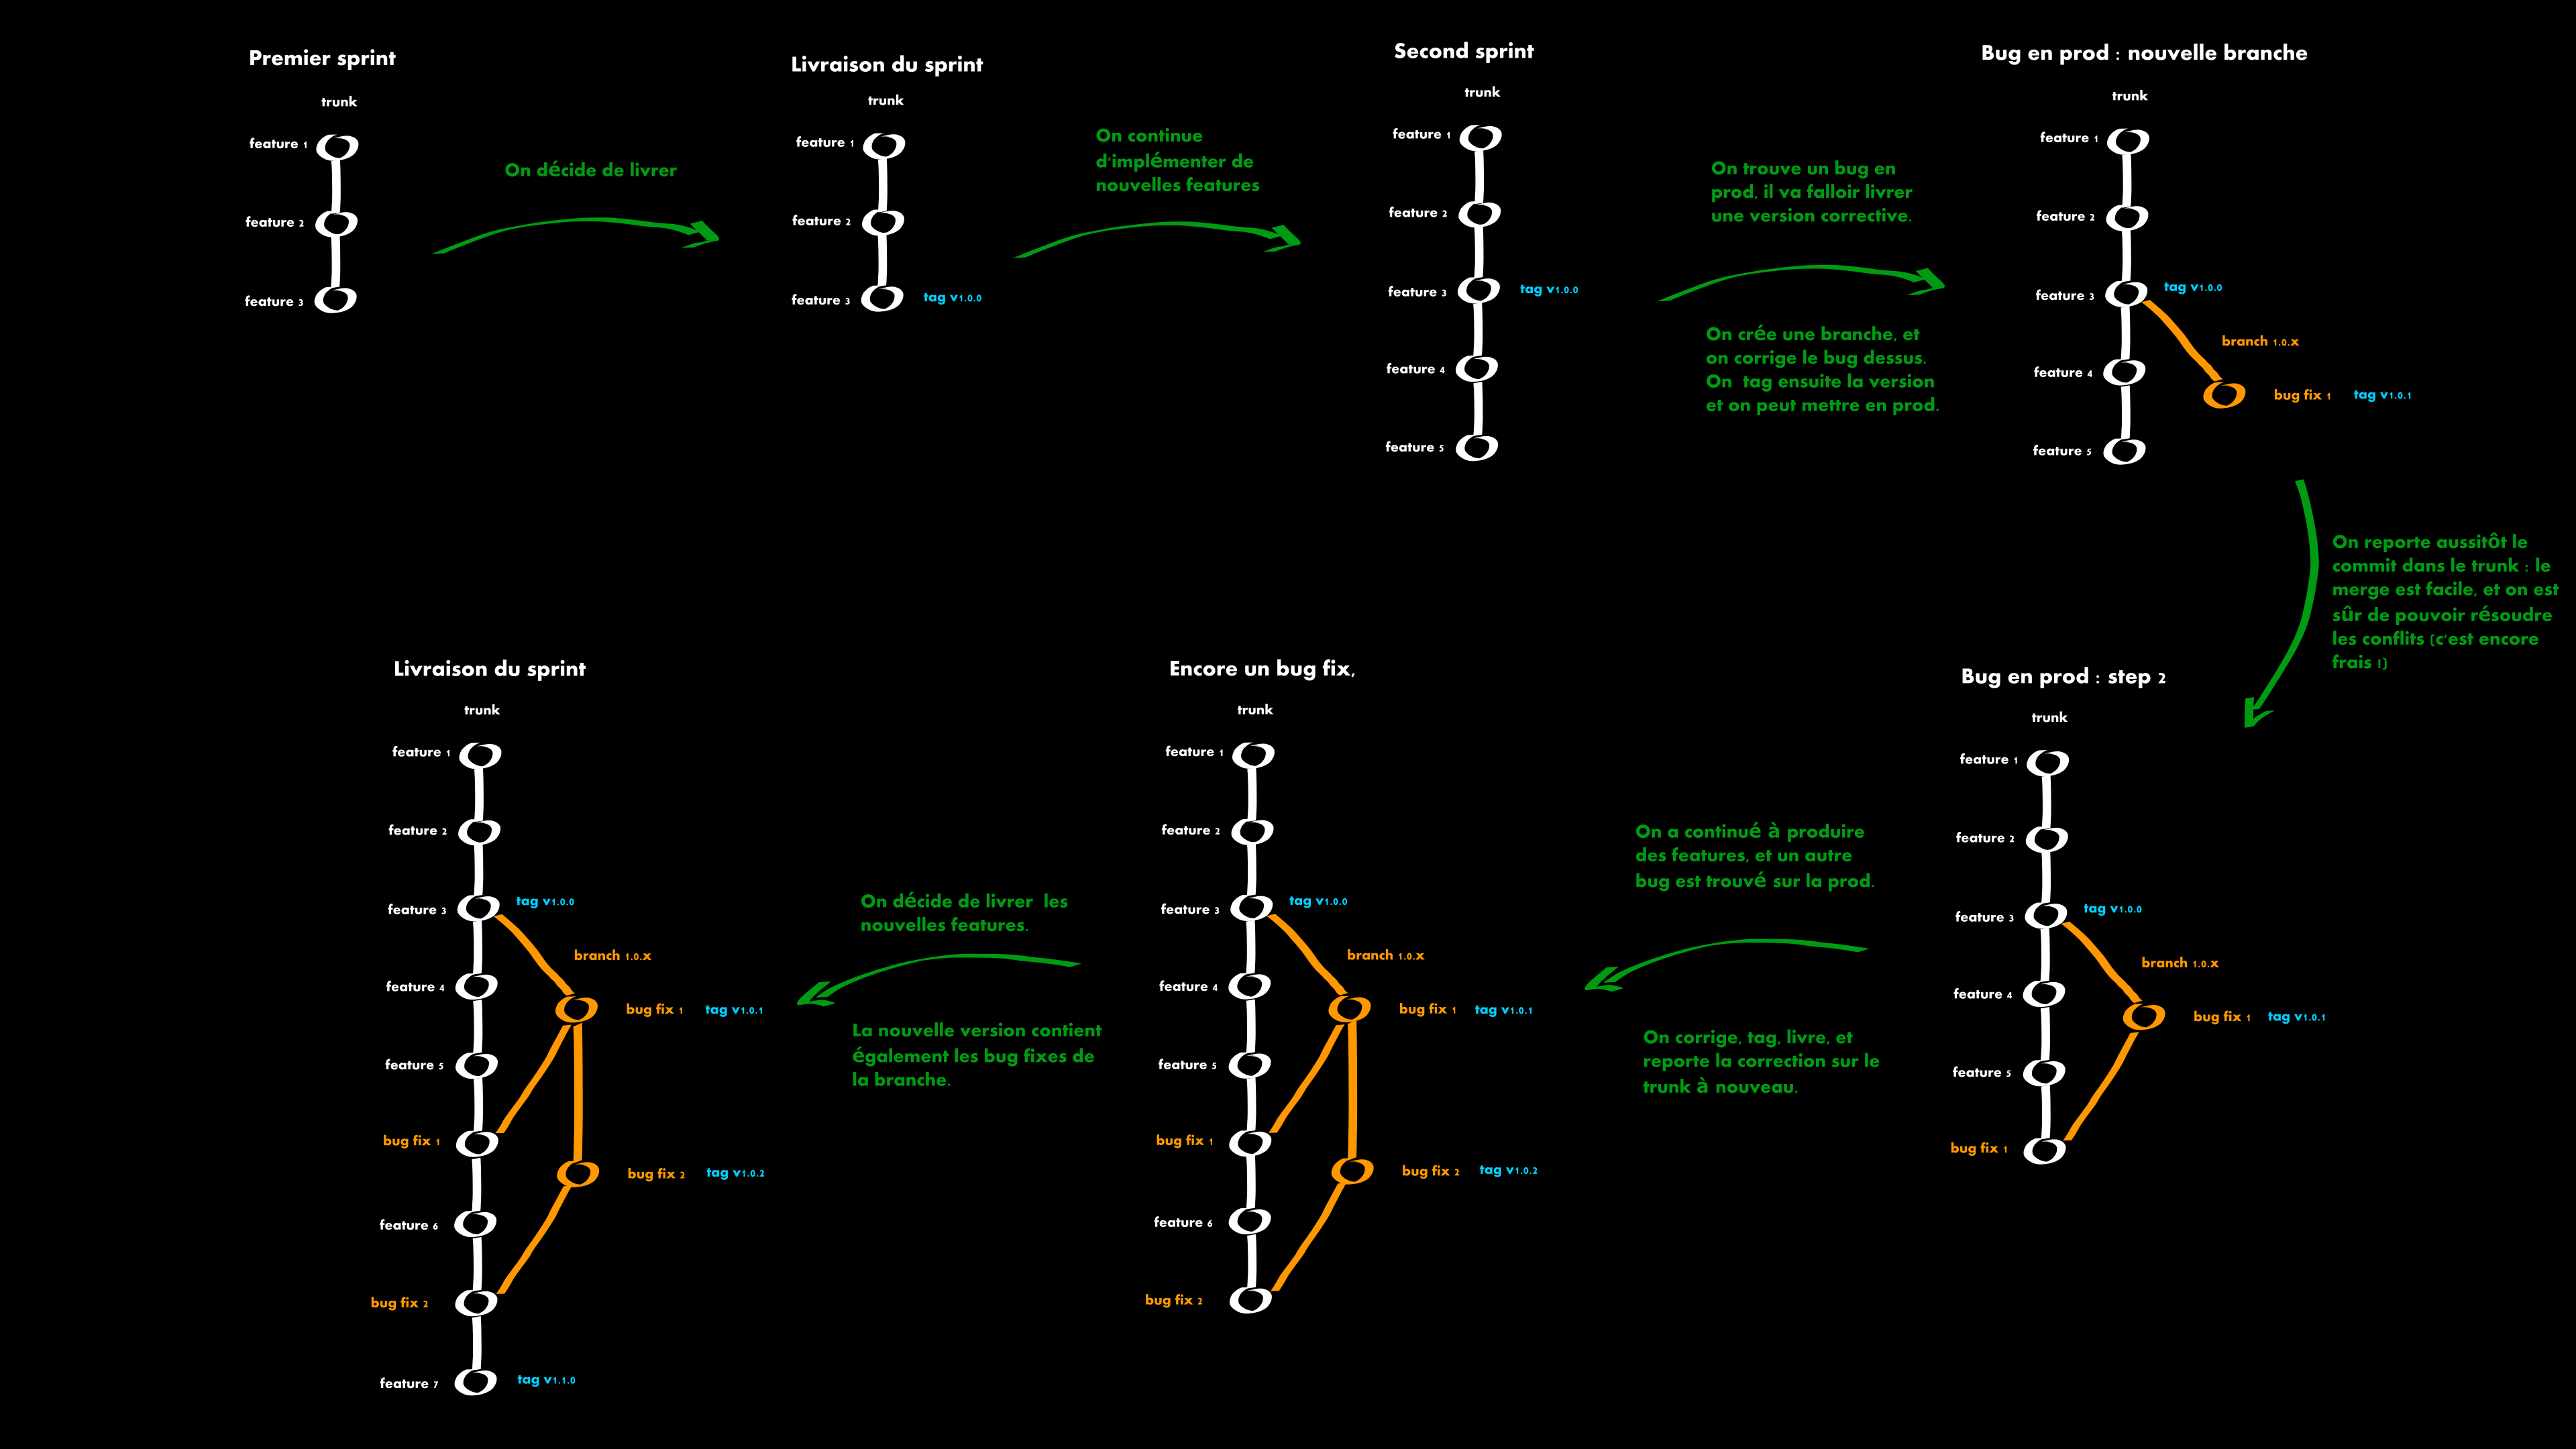 Premier sprint
trunk
feature 1
feature 2
feature 3
On décide de livrer
Livraison du sprint
trunk
feature 1
feature 2
feature 3
tag v1.0.0
On continue
d'implémenter de
nouvelles features
Second sprint
trunk
feature 1
feature 2
feature 3
tag v1.0.0
feature 4
feature 5
On trouve un bug en
prod, il va falloir livrer
une version corrective.
On crée une branche, et
on corrige le bug dessus.
On tag ensuite la version
et on peut mettre en prod.
Bug en prod : nouvelle branche
trunk
feature 1
feature 2
feature 3
tag v1.0.0
branch 1.0.x
feature 4
bug fix 1 tag v1.0.1
feature 5
On reporte aussitôt le
commit dans le trunk : le
merge est facile, et on est
sûr de pouvoir résoudre
les conflits (c'est encore
frais !)
Bug en prod : step 2
trunk
feature 1
feature 2
feature 3
tag v1.0.0
branch 1.0.x
feature 4
bug fix 1 tag v1.0.1
feature 5
bug fix 1
On a continué à produire
des features, et un autre
bug est trouvé sur la prod.
On corrige, tag, livre, et
reporte la correction sur le
trunk à nouveau.
Encore un bug fix,
trunk
feature 1
feature 2
feature 3
tag v1.0.0
branch 1.0.x
feature 4
bug fix 1 tag v1.0.1
feature 5
bug fix 1
bug fix 2 tag v1.0.2
feature 6
bug fix 2
On décide de livrer les
nouvelles features.
La nouvelle version contient
également les bug fixes de
la branche.
Livraison du sprint
trunk
feature 1
feature 2
feature 3
tag v1.0.0
branch 1.0.x
feature 4
bug fix 1 tag v1.0.1
feature 5
bug fix 1
bug fix 2 tag v1.0.2
feature 6
bug fix 2
feature 7
tag v1.1.0